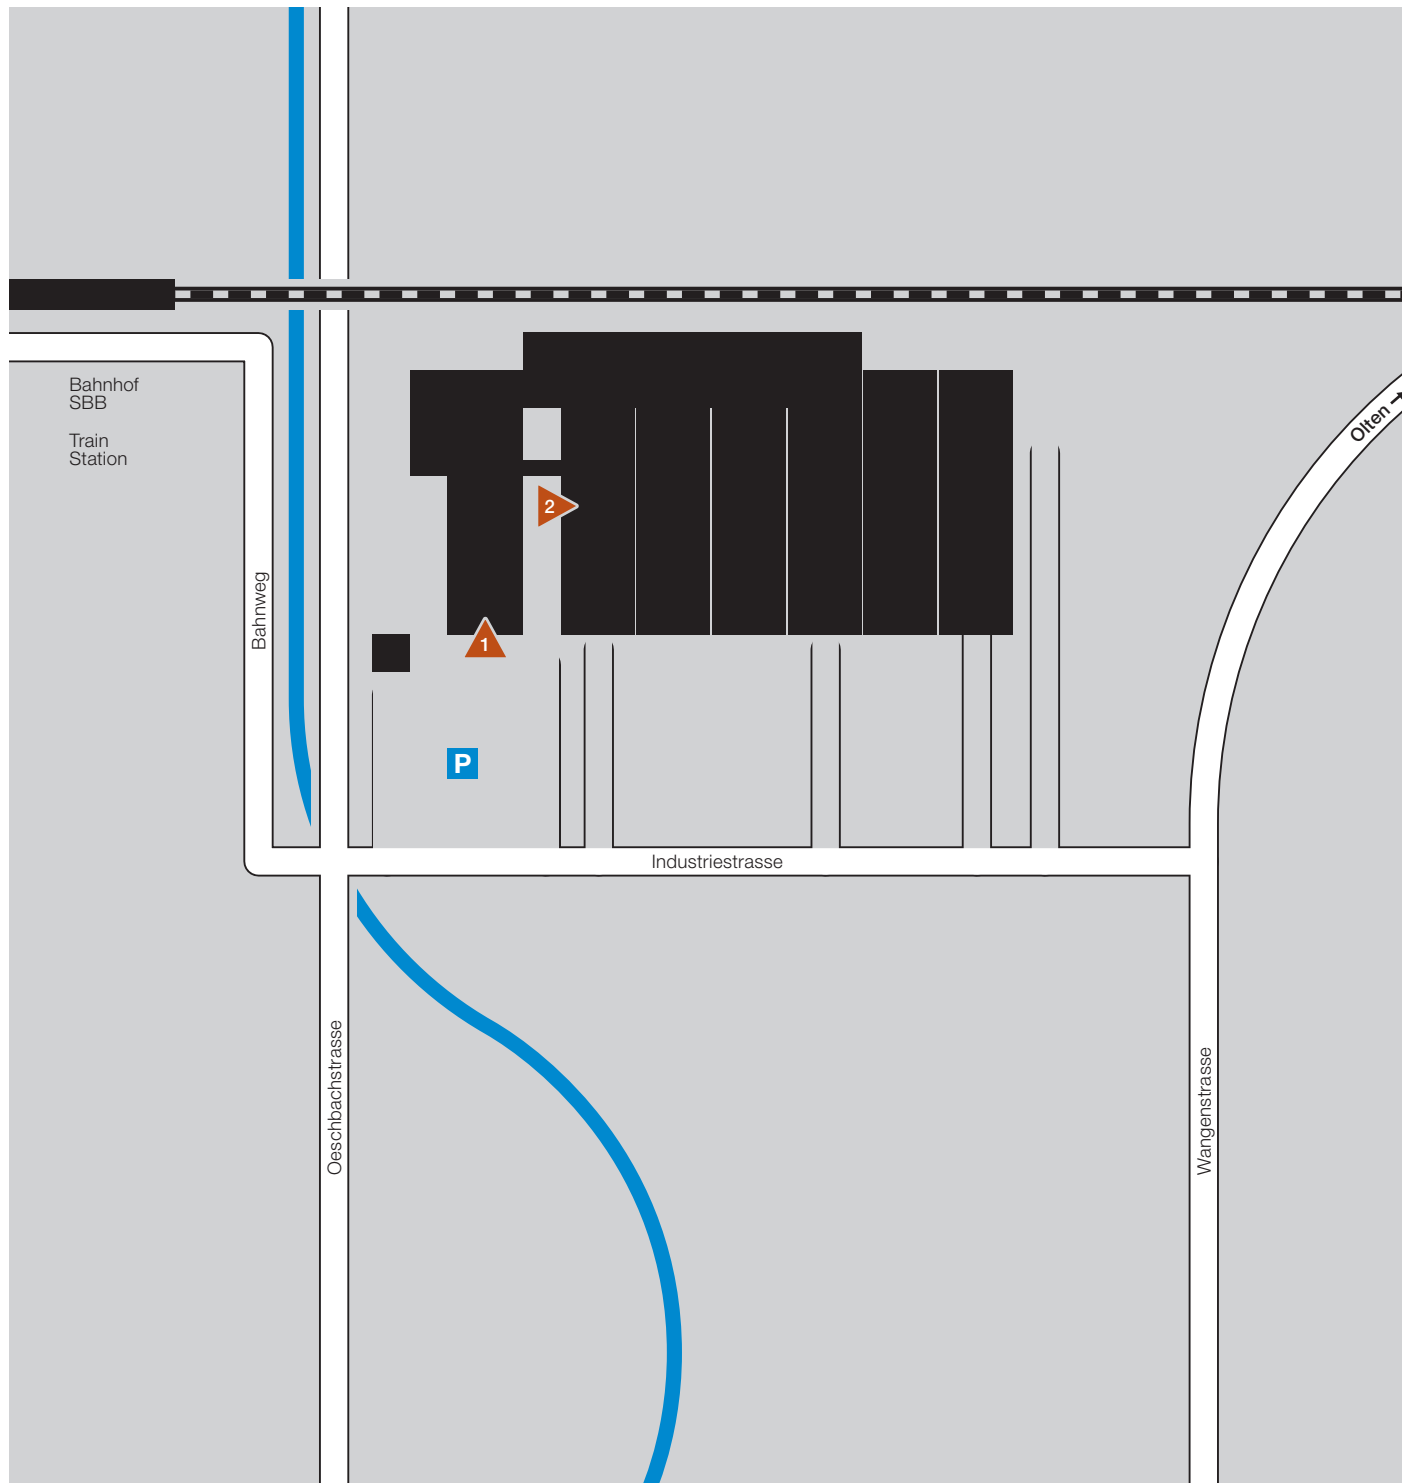 Bahnhof
SBB
Train
Station
Olten →
2
Bahnweg
1
P
Industriestrasse
Oeschbachstrasse
Wangenstrasse